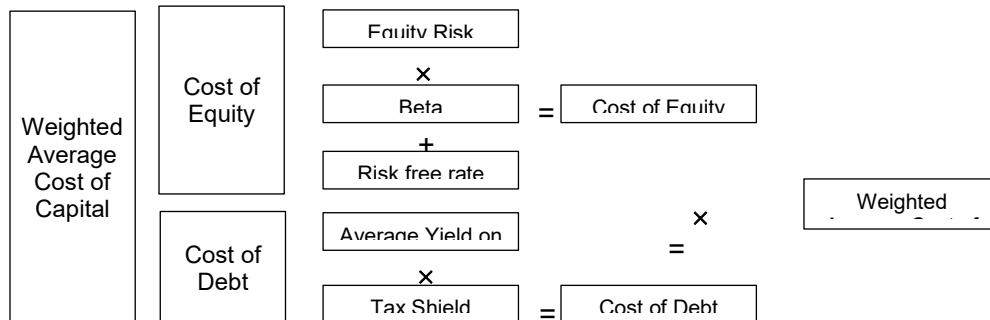 Weighted
Average
Cost of
Capital
Cost of
Equity
Equity Risk
×
Beta
+
Risk free rate
= Cost of Equity
Cost of
Debt
Average Yield on
×
Tax Shield
= Cost of Debt
×
=
Weighted